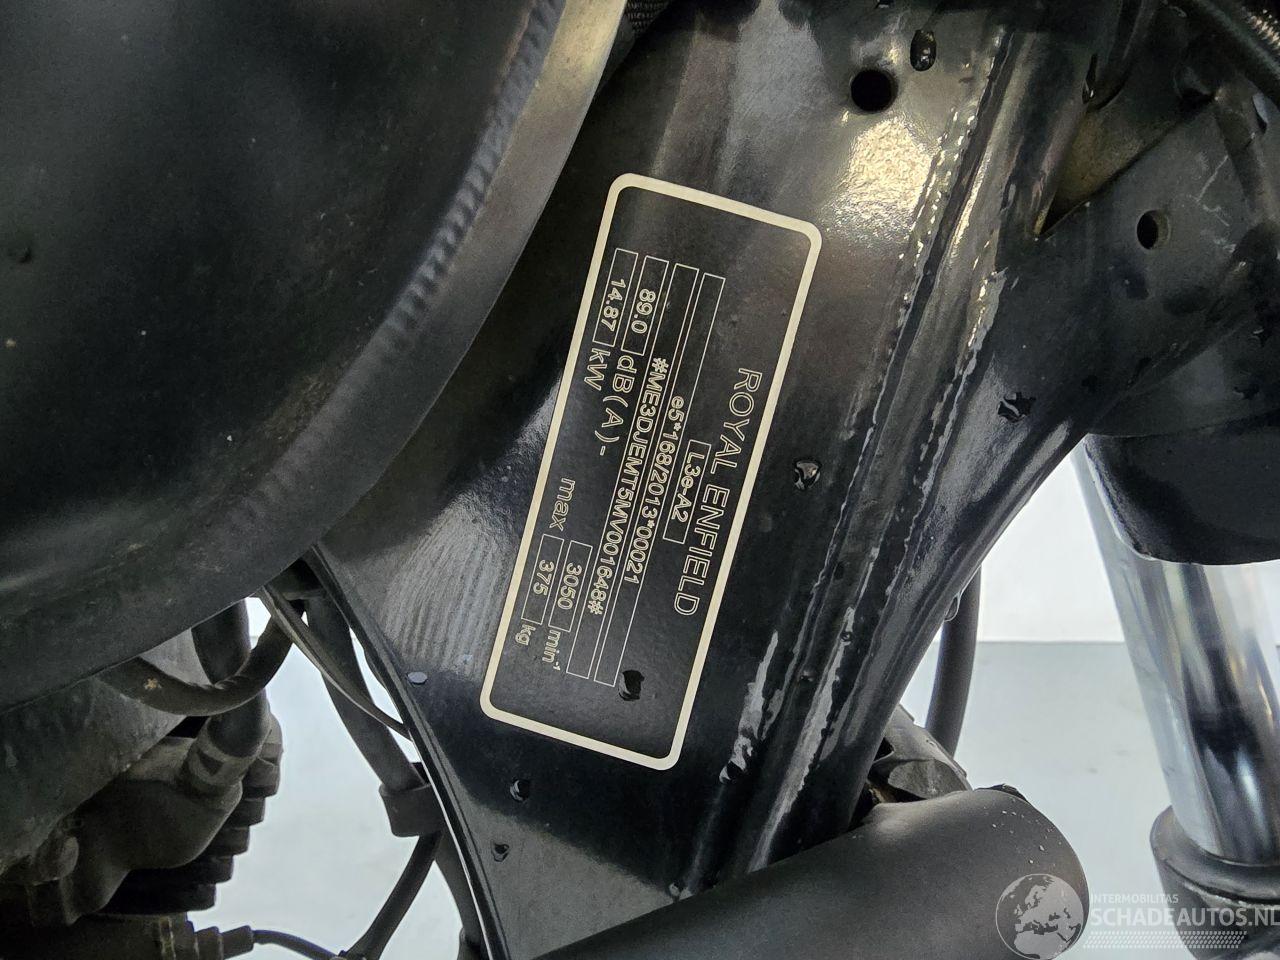 ROYAL ENFIELD
L3e-A2
e5*168/2013*00021
#ME3DJEMT5MV001648#
89.0 dB(A)- 3050 min-1
14.87 kW max 375 kg
INTERMOBILITAS
SCHADEAUTOS.NL